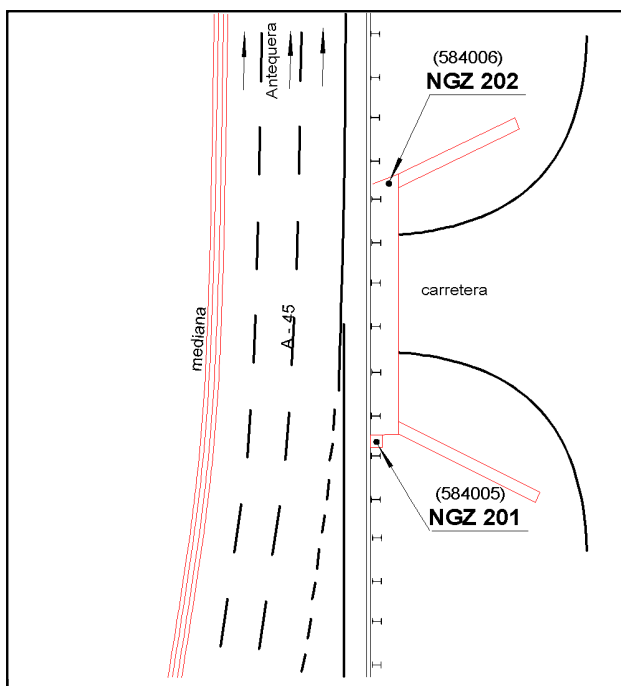 Antequera
(584006)
NGZ 202
mediana
A - 45
carretera
(584005)
NGZ 201